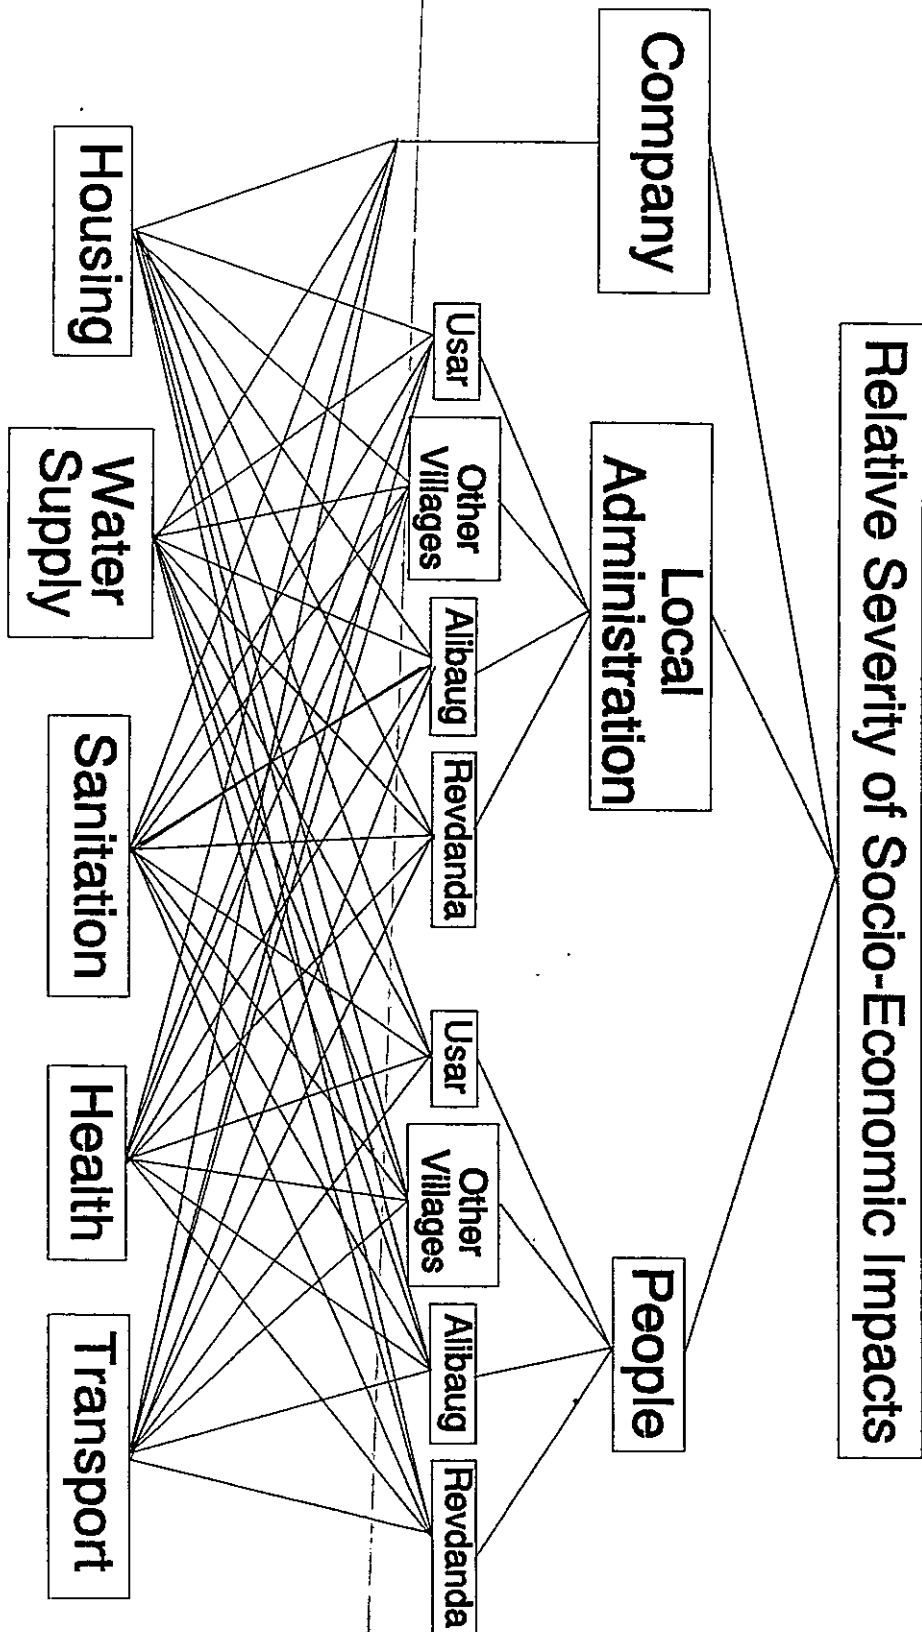 Relative Severity of Socio-Economic Impacts
Company
Local
Administration
People
Usar
Other
Villages
Alibaug
Revdanda
Usar
Other
Villages
Alibaug
Revdanda
Housing
Water
Supply
Sanitation
Health
Transport